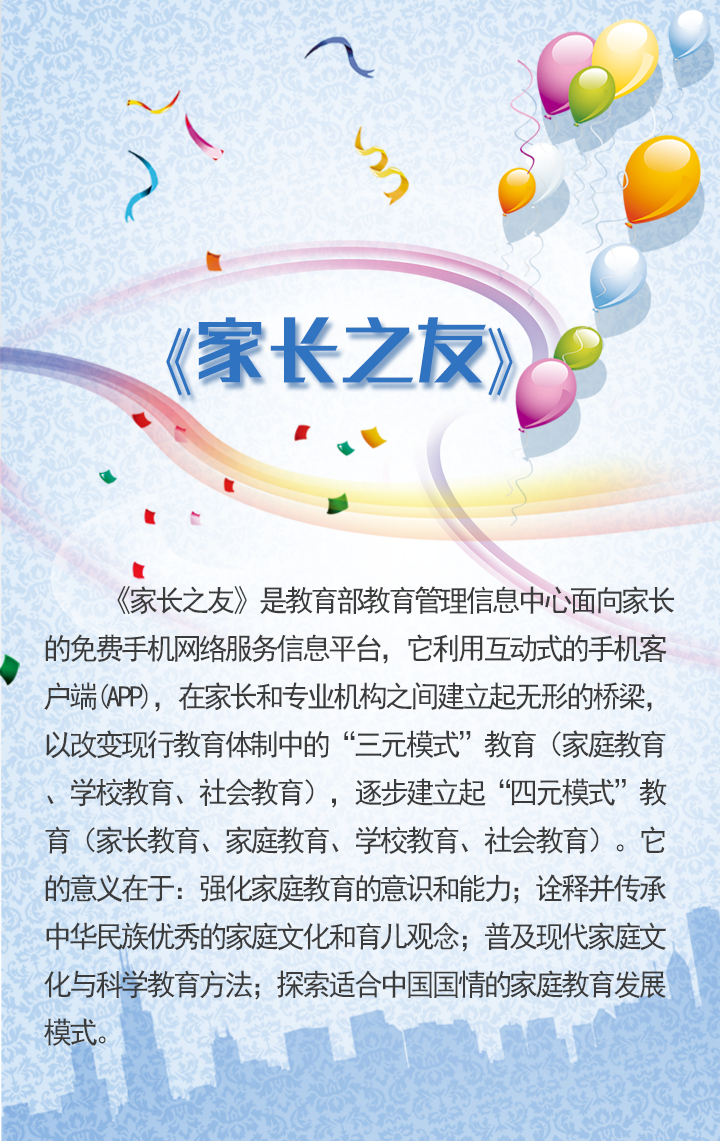 《家长之友》
《家长之友》是教育部教育管理信息中心面向家长
的免费手机网络服务信息平台，它利用互动式的手机客
户端(APP)，在家长和专业机构之间建立起无形的桥梁，
以改变现行教育体制中的“三元模式”教育（家庭教育
、学校教育、社会教育），逐步建立起“四元模式”教
育（家长教育、家庭教育、学校教育、社会教育）。它
的意义在于：强化家庭教育的意识和能力；诠释并传承
中华民族优秀的家庭文化和育儿观念；普及现代家庭文
化与科学教育方法；探索适合中国国情的家庭教育发展
模式。